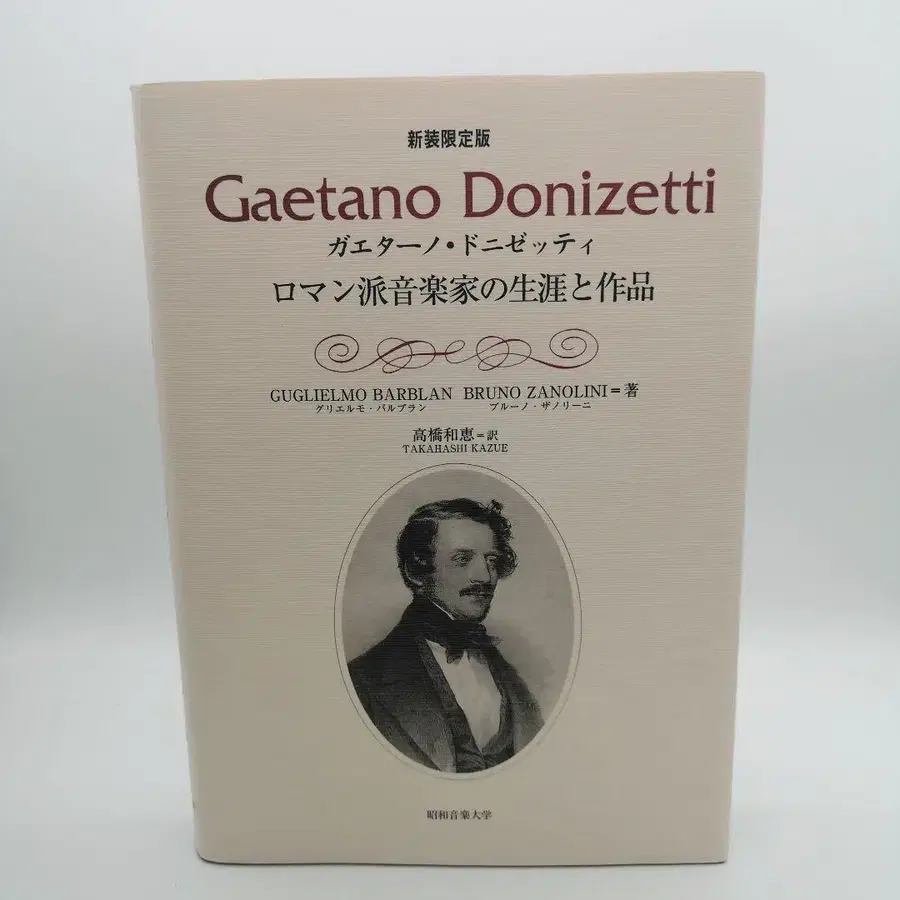 新装限定版
Gaetano Donizetti
ガエターノ・ドニゼッティ
ロマン派音楽家の生涯と作品
GUGLIELMO BARBLAN BRUNO ZANOLINI=著
グリエルモ・バルブラン ブルーノ・ザノリーニ
高橋和恵=訳
TAKAHASHI KAZUE
昭和音楽大学